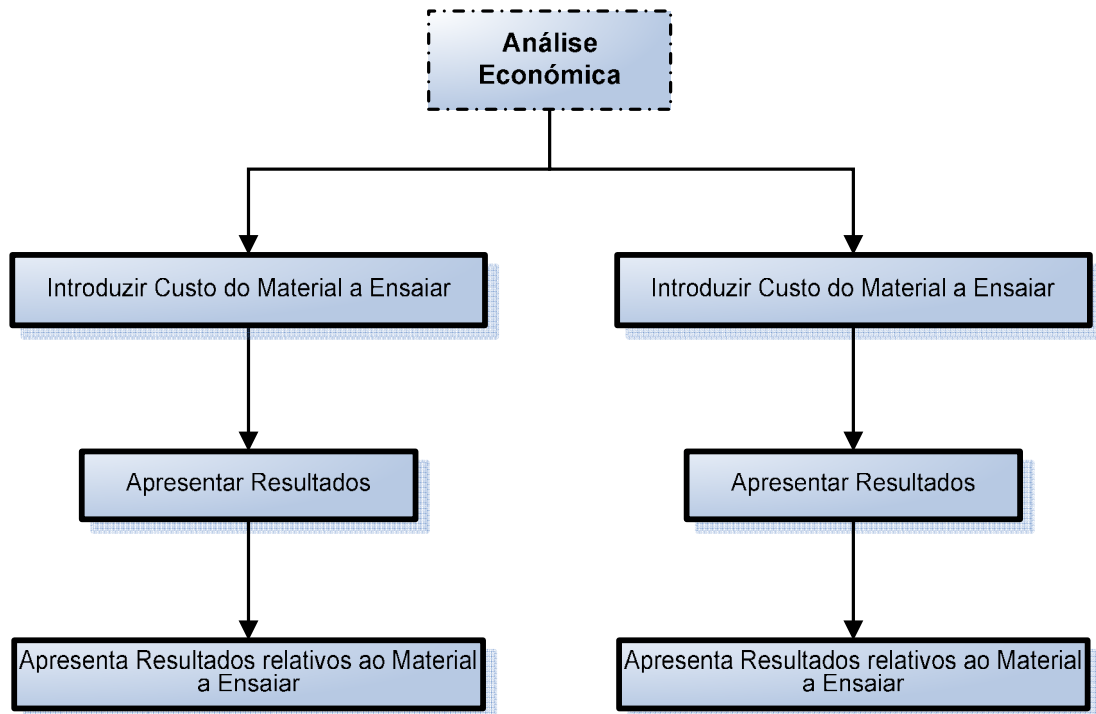 Análise
Económica
Introduzir Custo do Material a Ensaiar
Introduzir Custo do Material a Ensaiar
Apresentar Resultados
Apresentar Resultados
Apresenta Resultados relativos ao Material
a Ensaiar
Apresenta Resultados relativos ao Material
a Ensaiar